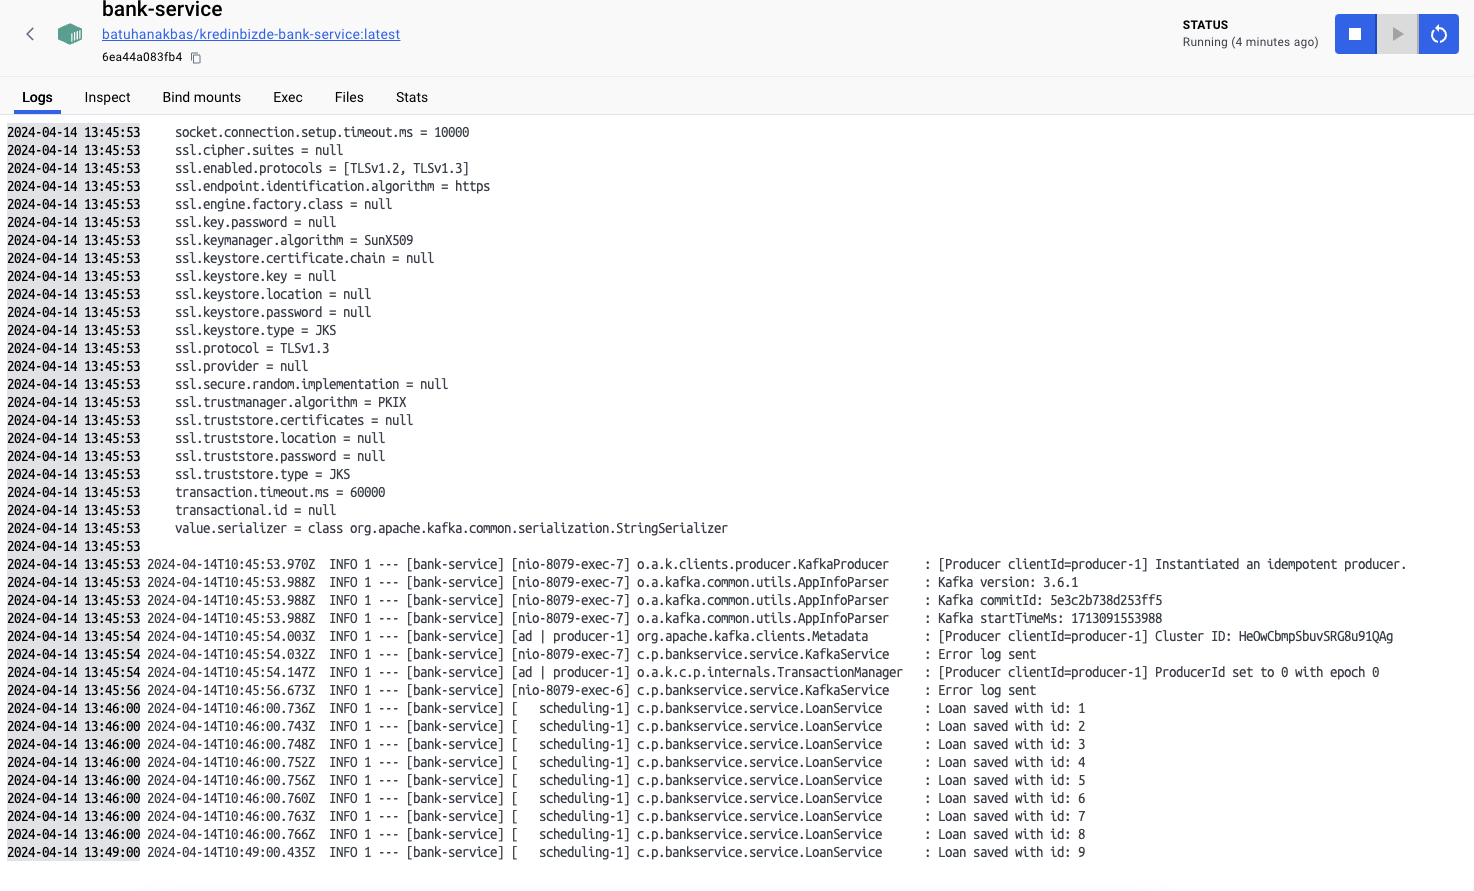 bank-service
batuhanakbas/kredinbizde-bank-service:latest
6ea44a083fb4
STATUS
Running (4 minutes ago)
Logs Inspect Bind mounts Exec Files Stats
2024-04-14 13:45:53 socket.connection.setup.timeout.ms = 10000
2024-04-14 13:45:53 ssl.cipher.suites = null
2024-04-14 13:45:53 ssl.enabled.protocols = [TLSv1.2, TLSv1.3]
2024-04-14 13:45:53 ssl.endpoint.identification.algorithm = https
2024-04-14 13:45:53 ssl.engine.factory.class = null
2024-04-14 13:45:53 ssl.key.password = null
2024-04-14 13:45:53 ssl.keymanager.algorithm = SunX509
2024-04-14 13:45:53 ssl.keystore.certificate.chain = null
2024-04-14 13:45:53 ssl.keystore.key = null
2024-04-14 13:45:53 ssl.keystore.location = null
2024-04-14 13:45:53 ssl.keystore.password = null
2024-04-14 13:45:53 ssl.keystore.type = JKS
2024-04-14 13:45:53 ssl.protocol = TLSv1.3
2024-04-14 13:45:53 ssl.provider = null
2024-04-14 13:45:53 ssl.secure.random.implementation = null
2024-04-14 13:45:53 ssl.trustmanager.algorithm = PKIX
2024-04-14 13:45:53 ssl.truststore.certificates = null
2024-04-14 13:45:53 ssl.truststore.location = null
2024-04-14 13:45:53 ssl.truststore.password = null
2024-04-14 13:45:53 ssl.truststore.type = JKS
2024-04-14 13:45:53 transaction.timeout.ms = 60000
2024-04-14 13:45:53 transactional.id = null
2024-04-14 13:45:53 value.serializer = class org.apache.kafka.common.serialization.StringSerializer
2024-04-14 13:45:53
2024-04-14 13:45:53 2024-04-14T10:45:53.970Z INFO 1 --- [bank-service] [nio-8079-exec-7] o.a.k.clients.producer.KafkaProducer : [Producer clientId=producer-1] Instantiated an idempotent producer.
2024-04-14 13:45:53 2024-04-14T10:45:53.988Z INFO 1 --- [bank-service] [nio-8079-exec-7] o.a.kafka.common.utils.AppInfoParser : Kafka version: 3.6.1
2024-04-14 13:45:53 2024-04-14T10:45:53.988Z INFO 1 --- [bank-service] [nio-8079-exec-7] o.a.kafka.common.utils.AppInfoParser : Kafka commitId: 5e3c2b738d253ff5
2024-04-14 13:45:53 2024-04-14T10:45:53.988Z INFO 1 --- [bank-service] [nio-8079-exec-7] o.a.kafka.common.utils.AppInfoParser : Kafka startTimeMs: 1713091553988
2024-04-14 13:45:54 2024-04-14T10:45:54.003Z INFO 1 --- [bank-service] [ad | producer-1] org.apache.kafka.clients.Metadata : [Producer clientId=producer-1] Cluster ID: HeOwCbmpSbuvSRG8u91QAg
2024-04-14 13:45:54 2024-04-14T10:45:54.032Z INFO 1 --- [bank-service] [nio-8079-exec-7] c.p.bankservice.service.KafkaService : Error log sent
2024-04-14 13:45:54 2024-04-14T10:45:54.147Z INFO 1 --- [bank-service] [ad | producer-1] o.a.k.c.p.internals.TransactionManager : [Producer clientId=producer-1] ProducerId set to 0 with epoch 0
2024-04-14 13:45:56 2024-04-14T10:45:56.673Z INFO 1 --- [bank-service] [nio-8079-exec-6] c.p.bankservice.service.KafkaService : Error log sent
2024-04-14 13:46:00 2024-04-14T10:46:00.736Z INFO 1 --- [bank-service] [ scheduling-1] c.p.bankservice.service.LoanService : Loan saved with id: 1
2024-04-14 13:46:00 2024-04-14T10:46:00.743Z INFO 1 --- [bank-service] [ scheduling-1] c.p.bankservice.service.LoanService : Loan saved with id: 2
2024-04-14 13:46:00 2024-04-14T10:46:00.748Z INFO 1 --- [bank-service] [ scheduling-1] c.p.bankservice.service.LoanService : Loan saved with id: 3
2024-04-14 13:46:00 2024-04-14T10:46:00.752Z INFO 1 --- [bank-service] [ scheduling-1] c.p.bankservice.service.LoanService : Loan saved with id: 4
2024-04-14 13:46:00 2024-04-14T10:46:00.756Z INFO 1 --- [bank-service] [ scheduling-1] c.p.bankservice.service.LoanService : Loan saved with id: 5
2024-04-14 13:46:00 2024-04-14T10:46:00.760Z INFO 1 --- [bank-service] [ scheduling-1] c.p.bankservice.service.LoanService : Loan saved with id: 6
2024-04-14 13:46:00 2024-04-14T10:46:00.763Z INFO 1 --- [bank-service] [ scheduling-1] c.p.bankservice.service.LoanService : Loan saved with id: 7
2024-04-14 13:46:00 2024-04-14T10:46:00.766Z INFO 1 --- [bank-service] [ scheduling-1] c.p.bankservice.service.LoanService : Loan saved with id: 8
2024-04-14 13:49:00 2024-04-14T10:49:00.435Z INFO 1 --- [bank-service] [ scheduling-1] c.p.bankservice.service.LoanService : Loan saved with id: 9